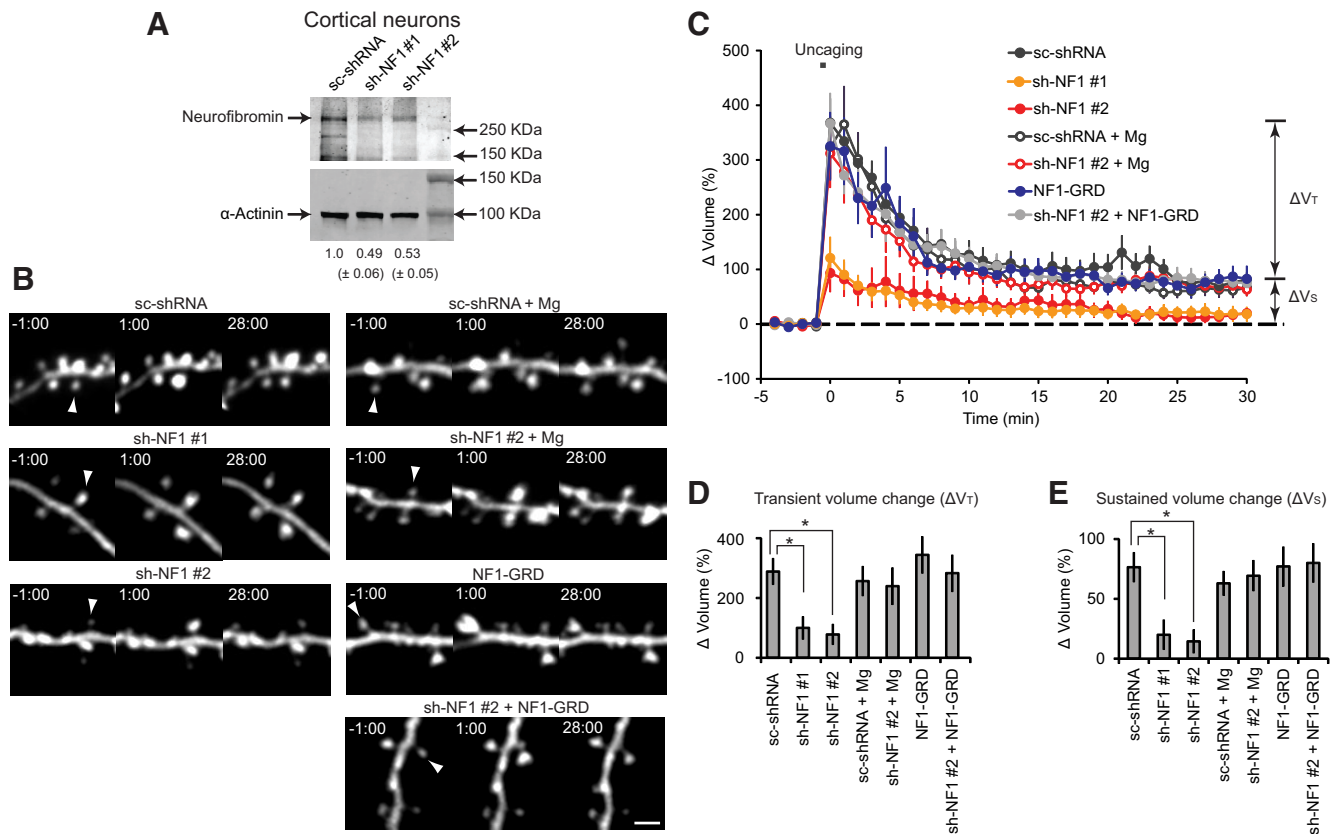 A
Cortical neurons
sc-shRNA
sh-NF1 #1
sh-NF1 #2
Neurofibromin
250 KDa
150 KDa
150 KDa
α-Actinin
100 KDa
1.0 0.49 0.53
(± 0.06) (± 0.05)
B
sc-shRNA
-1:00 1:00 28:00
sc-shRNA + Mg
-1:00 1:00 28:00
sh-NF1 #1
-1:00 1:00 28:00
sh-NF1 #2 + Mg
-1:00 1:00 28:00
sh-NF1 #2
-1:00 1:00 28:00
NF1-GRD
-1:00 1:00 28:00
sh-NF1 #2 + NF1-GRD
-1:00 1:00 28:00
C
Δ Volume (%)
500
400
300
200
100
0
-100
Uncaging
sc-shRNA
sh-NF1 #1
sh-NF1 #2
sc-shRNA + Mg
sh-NF1 #2 + Mg
NF1-GRD
sh-NF1 #2 + NF1-GRD
ΔVT
ΔVS
-5 0 5 10 15 20 25 30
Time (min)
D
Transient volume change (ΔVT)
Δ Volume (%)
400
200
0
* *
sc-shRNA
sh-NF1 #1
sh-NF1 #2
sc-shRNA + Mg
sh-NF1 #2 + Mg
NF1-GRD
sh-NF1 #2 + NF1-GRD
E
Sustained volume change (ΔVS)
Δ Volume (%)
100
50
0
* *
sc-shRNA
sh-NF1 #1
sh-NF1 #2
sc-shRNA + Mg
sh-NF1 #2 + Mg
NF1-GRD
sh-NF1 #2 + NF1-GRD